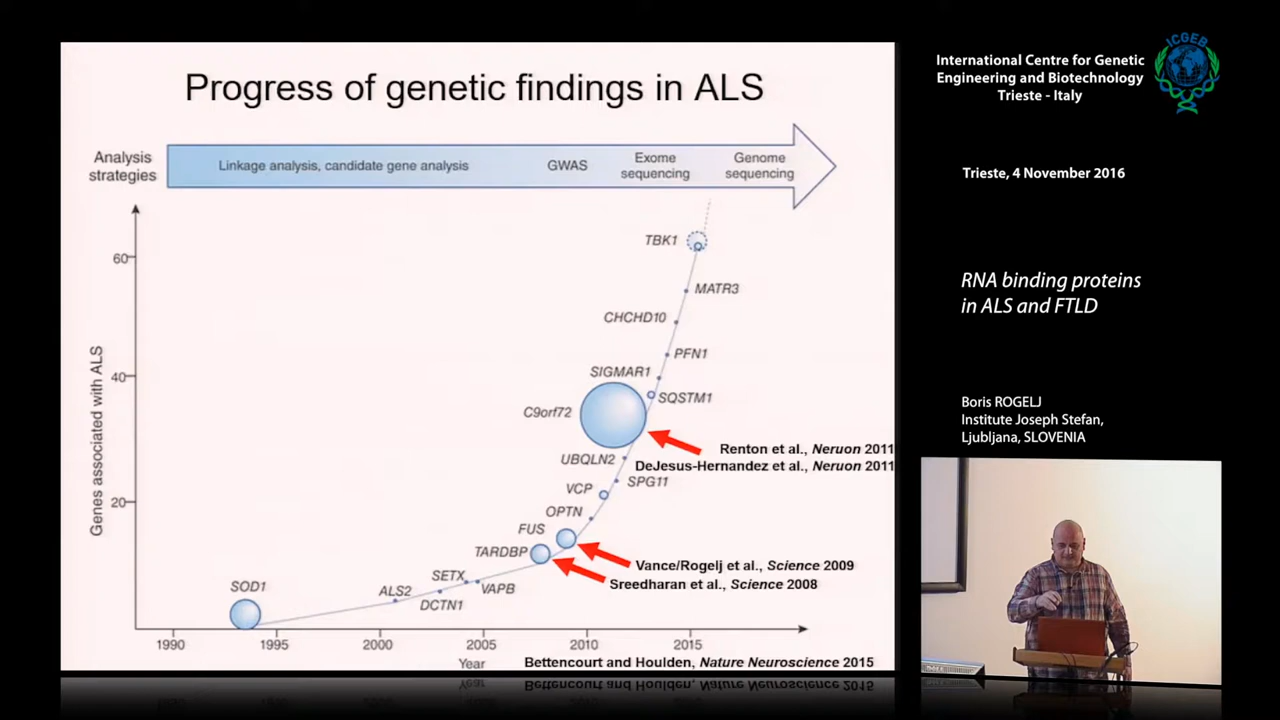 Progress of genetic findings in ALS
Analysis
strategies
Linkage analysis, candidate gene analysis
GWAS
Exome
sequencing
Genome
sequencing
Genes associated with ALS
60
40
20
TBK1
MATR3
CHCHD10
PFN1
SIGMAR1
SQSTM1
C9orf72
Renton et al., Neruon 2011
DeJesus-Hernandez et al., Neruon 2011
UBQLN2
SPG11
VCP
OPTN
FUS
TARDBP
Vance/Rogelj et al., Science 2009
Sreedharan et al., Science 2008
SOD1
SETX
ALS2
VAPB
DCTN1
1990
1995
2000
2005
2010
2015
Year
Bettencourt and Houlden, Nature Neuroscience 2015
International Centre for Genetic
Engineering and Biotechnology
Trieste - Italy
ICGEB
Trieste, 4 November 2016
RNA binding proteins
in ALS and FTLD
Boris ROGELJ
Institute Joseph Stefan,
Ljubljana, SLOVENIA